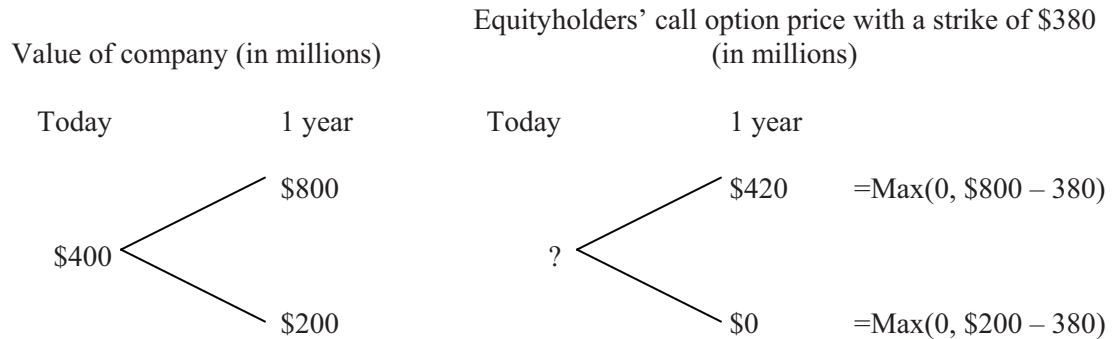 Equityholders’ call option price with a strike of $380
Value of company (in millions) (in millions)
Today 1 year Today 1 year
$800 $420 =Max(0, $800 – 380)
$400 ?
$200 $0 =Max(0, $200 – 380)